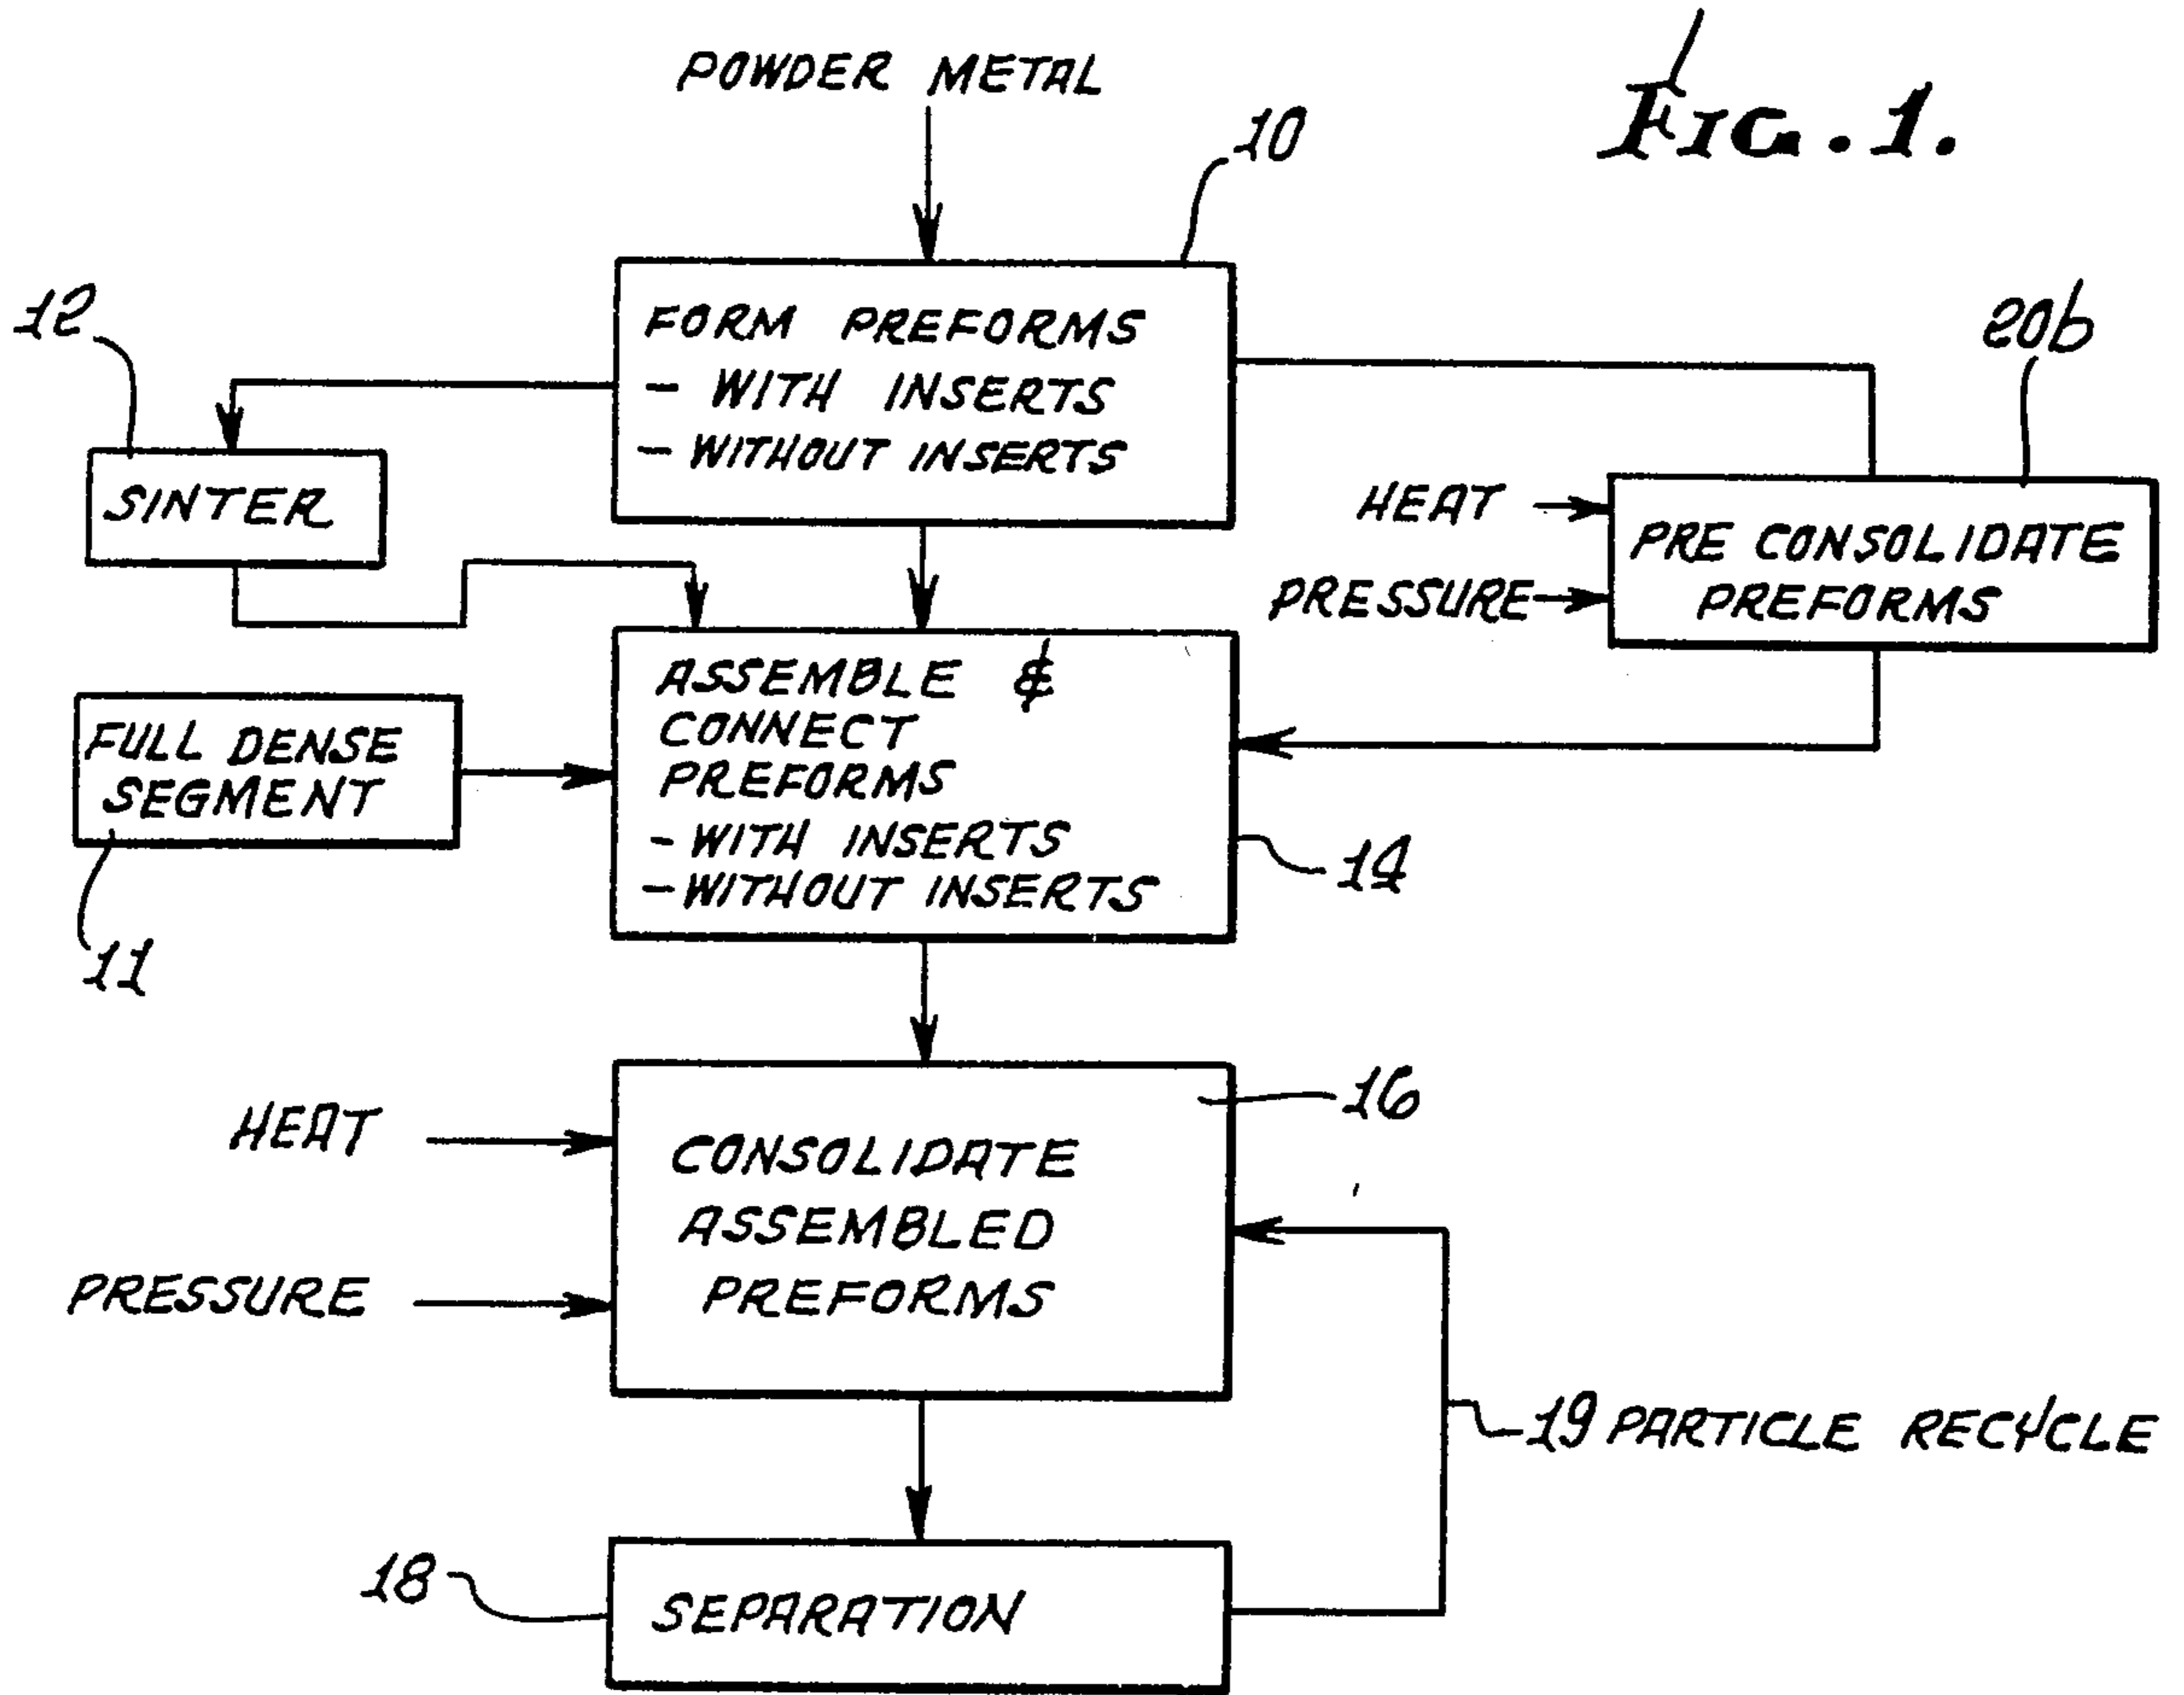 POWDER METAL
FIG. 1.
10
FORM PREFORMS
- WITH INSERTS
- WITHOUT INSERTS
12
SINTER
20b
HEAT
PRESSURE
PRE CONSOLIDATE
PREFORMS
FULL DENSE
SEGMENT
11
ASSEMBLE &
CONNECT
PREFORMS
- WITH INSERTS
- WITHOUT INSERTS
14
HEAT
PRESSURE
CONSOLIDATE
ASSEMBLED
PREFORMS
16
19 PARTICLE RECYCLE
18
SEPARATION